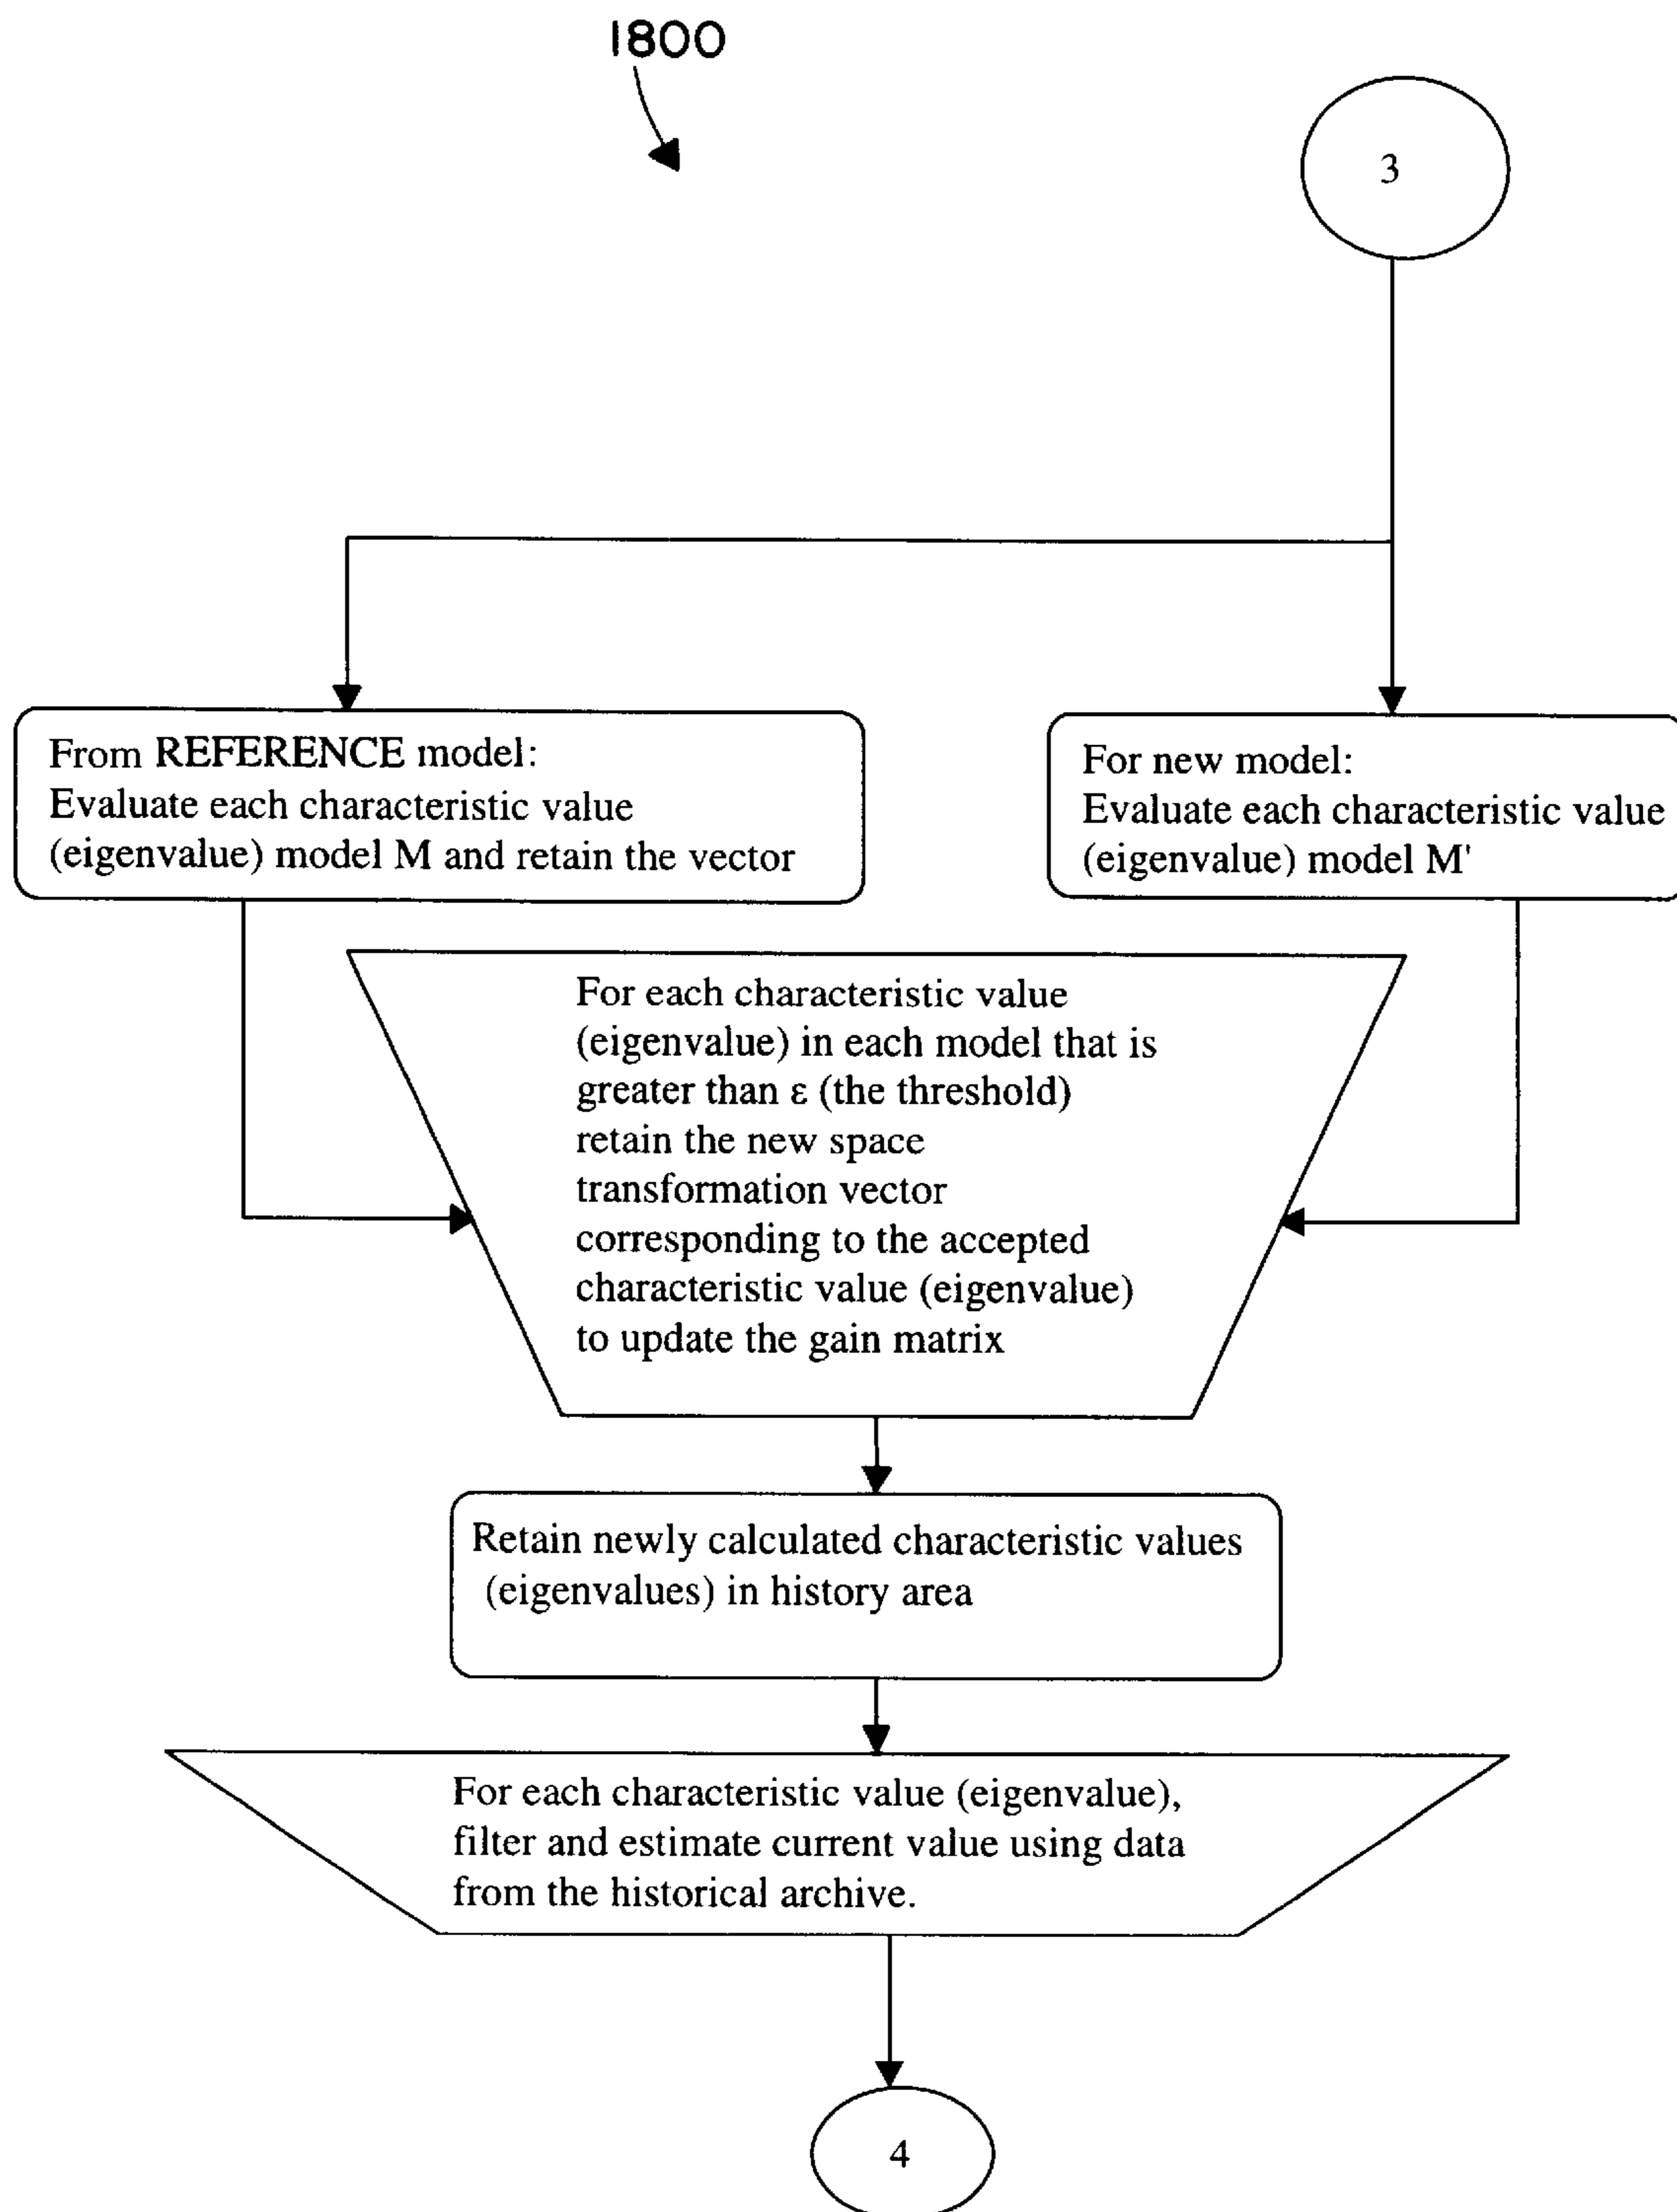 1800
3
From REFERENCE model:
Evaluate each characteristic value
(eigenvalue) model M and retain the vector
For new model:
Evaluate each characteristic value
(eigenvalue) model M'
For each characteristic value
(eigenvalue) in each model that is
greater than ε (the threshold)
retain the new space
transformation vector
corresponding to the accepted
characteristic value (eigenvalue)
to update the gain matrix
Retain newly calculated characteristic values
(eigenvalues) in history area
For each characteristic value (eigenvalue),
filter and estimate current value using data
from the historical archive.
4